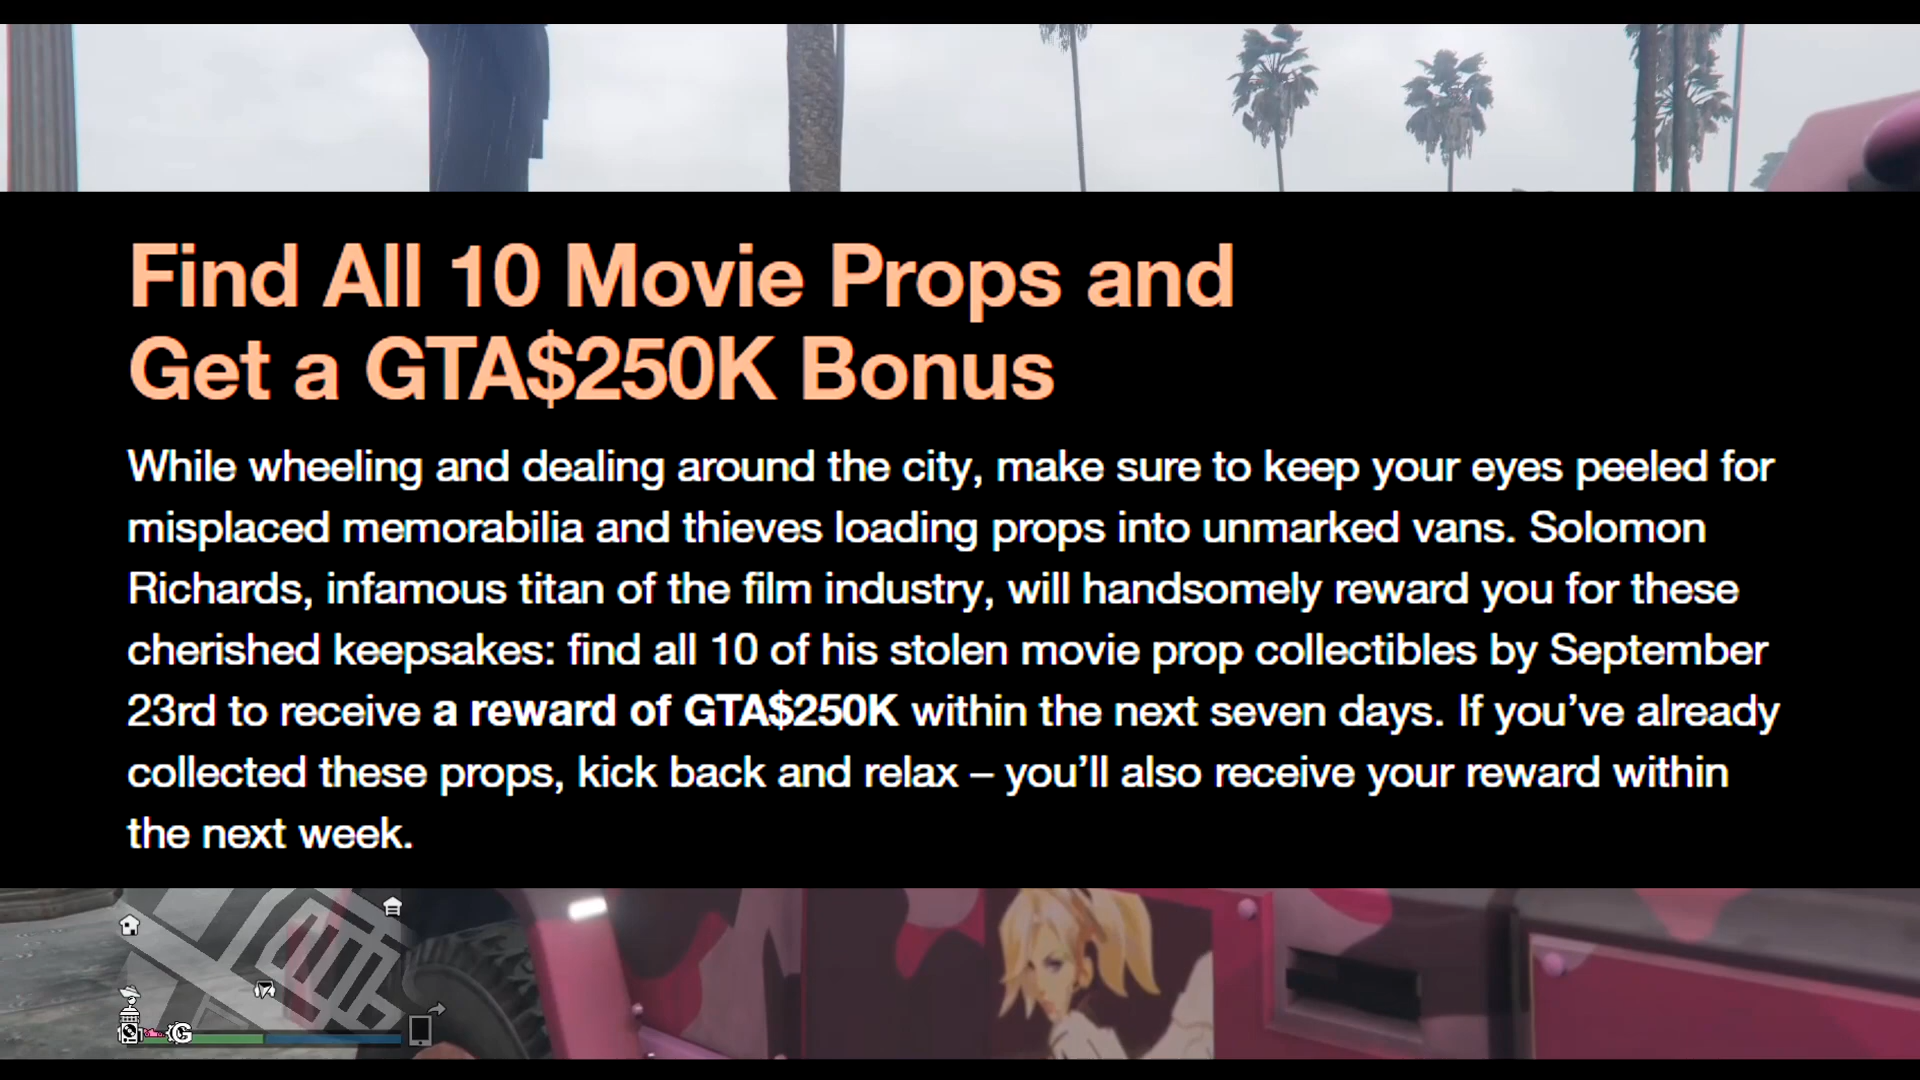 Find All 10 Movie Props and
Get a GTA$250K Bonus
While wheeling and dealing around the city, make sure to keep your eyes peeled for
misplaced memorabilia and thieves loading props into unmarked vans. Solomon
Richards, infamous titan of the film industry, will handsomely reward you for these
cherished keepsakes: find all 10 of his stolen movie prop collectibles by September
23rd to receive a reward of GTA$250K within the next seven days. If you’ve already
collected these props, kick back and relax – you’ll also receive your reward within
the next week.
G